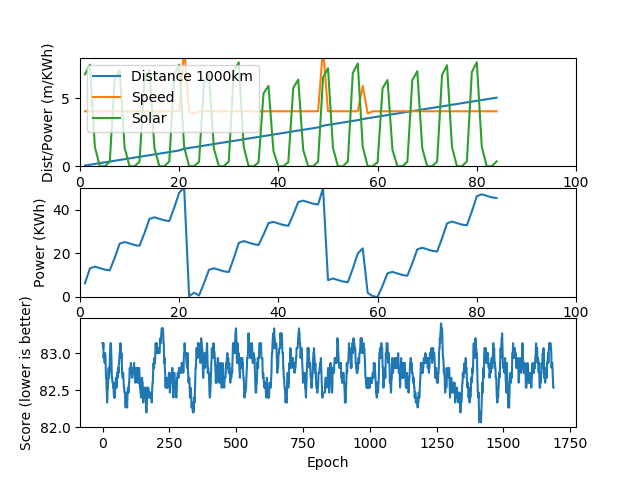 Dist/Power (m/KWh)
Distance 1000km
Speed
Solar
5
0
0 20 40 60 80 100
Power (KWh)
40
20
0
0 20 40 60 80 100
Score (lower is better)
83.0
82.5
82.0
0 250 500 750 1000 1250 1500 1750
Epoch